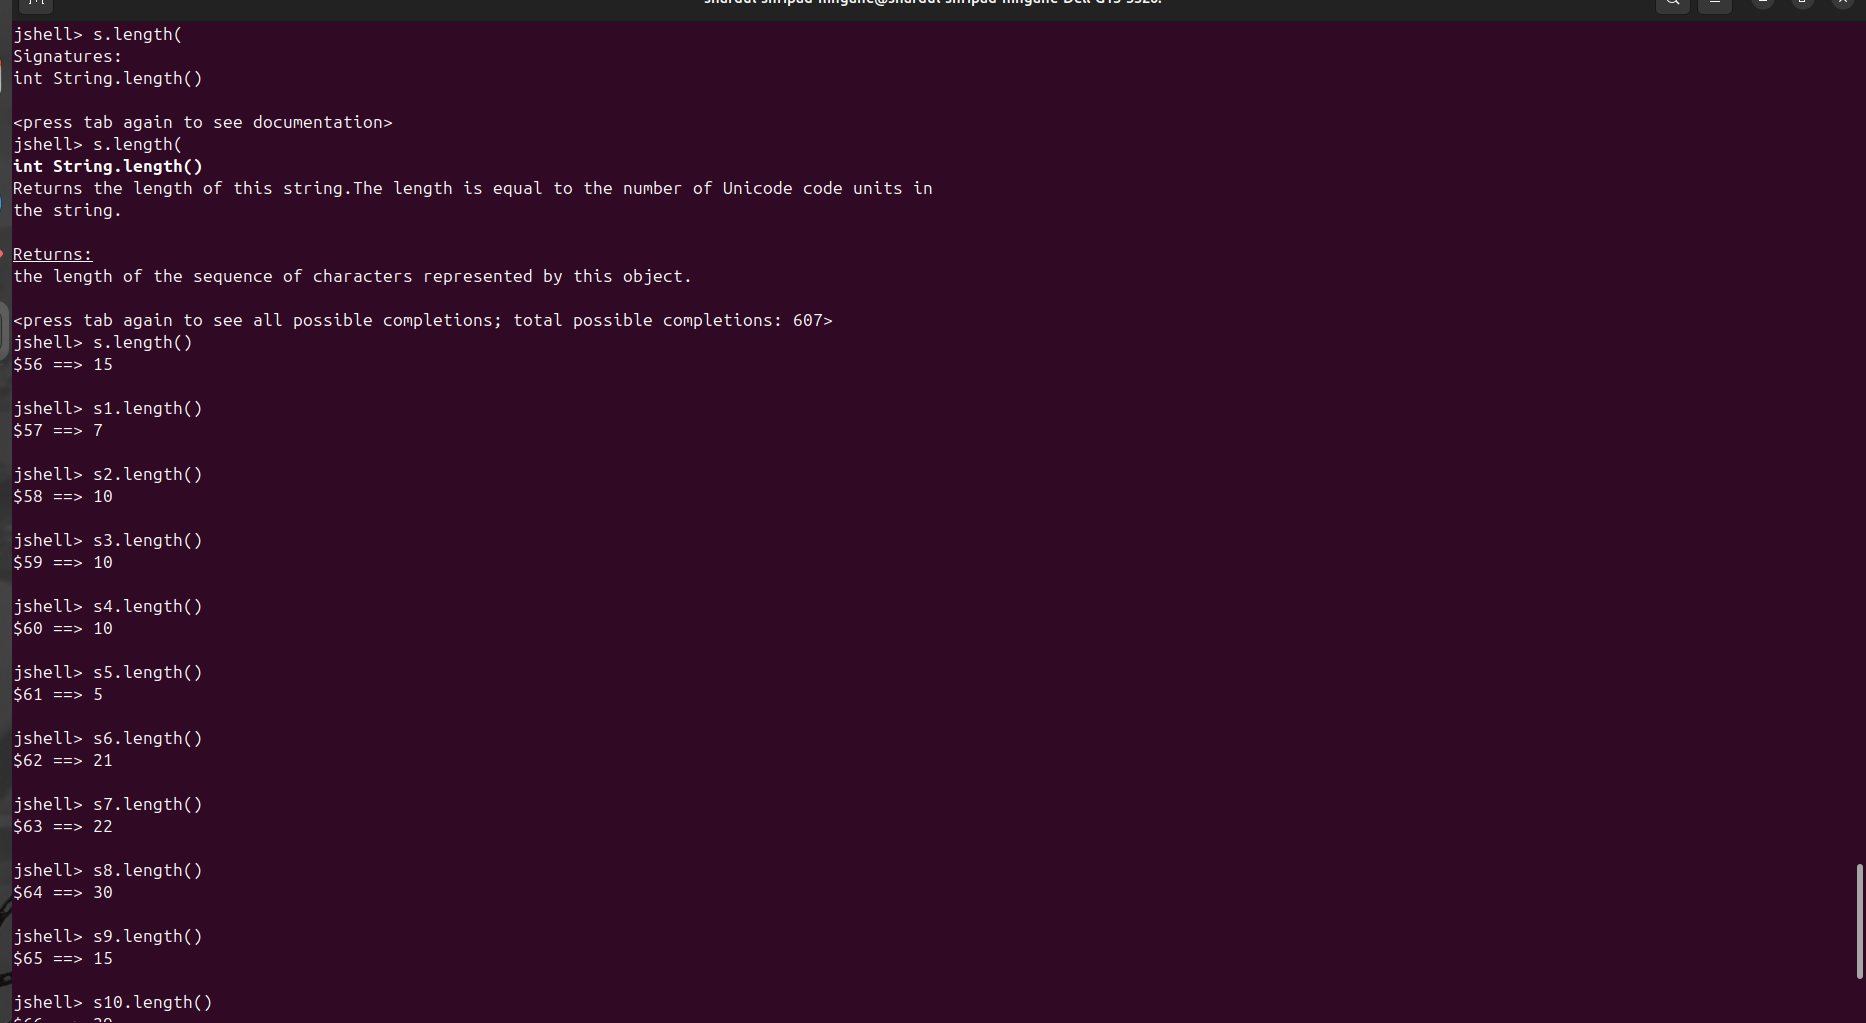 jshell> s.length(
Signatures:
int String.length()
<press tab again to see documentation>
jshell> s.length(
int String.length()
Returns the length of this string.The length is equal to the number of Unicode code units in
the string.
Returns:
the length of the sequence of characters represented by this object.
<press tab again to see all possible completions; total possible completions: 607>
jshell> s.length()
$56 ==> 15
jshell> s1.length()
$57 ==> 7
jshell> s2.length()
$58 ==> 10
jshell> s3.length()
$59 ==> 10
jshell> s4.length()
$60 ==> 10
jshell> s5.length()
$61 ==> 5
jshell> s6.length()
$62 ==> 21
jshell> s7.length()
$63 ==> 22
jshell> s8.length()
$64 ==> 30
jshell> s9.length()
$65 ==> 15
jshell> s10.length()